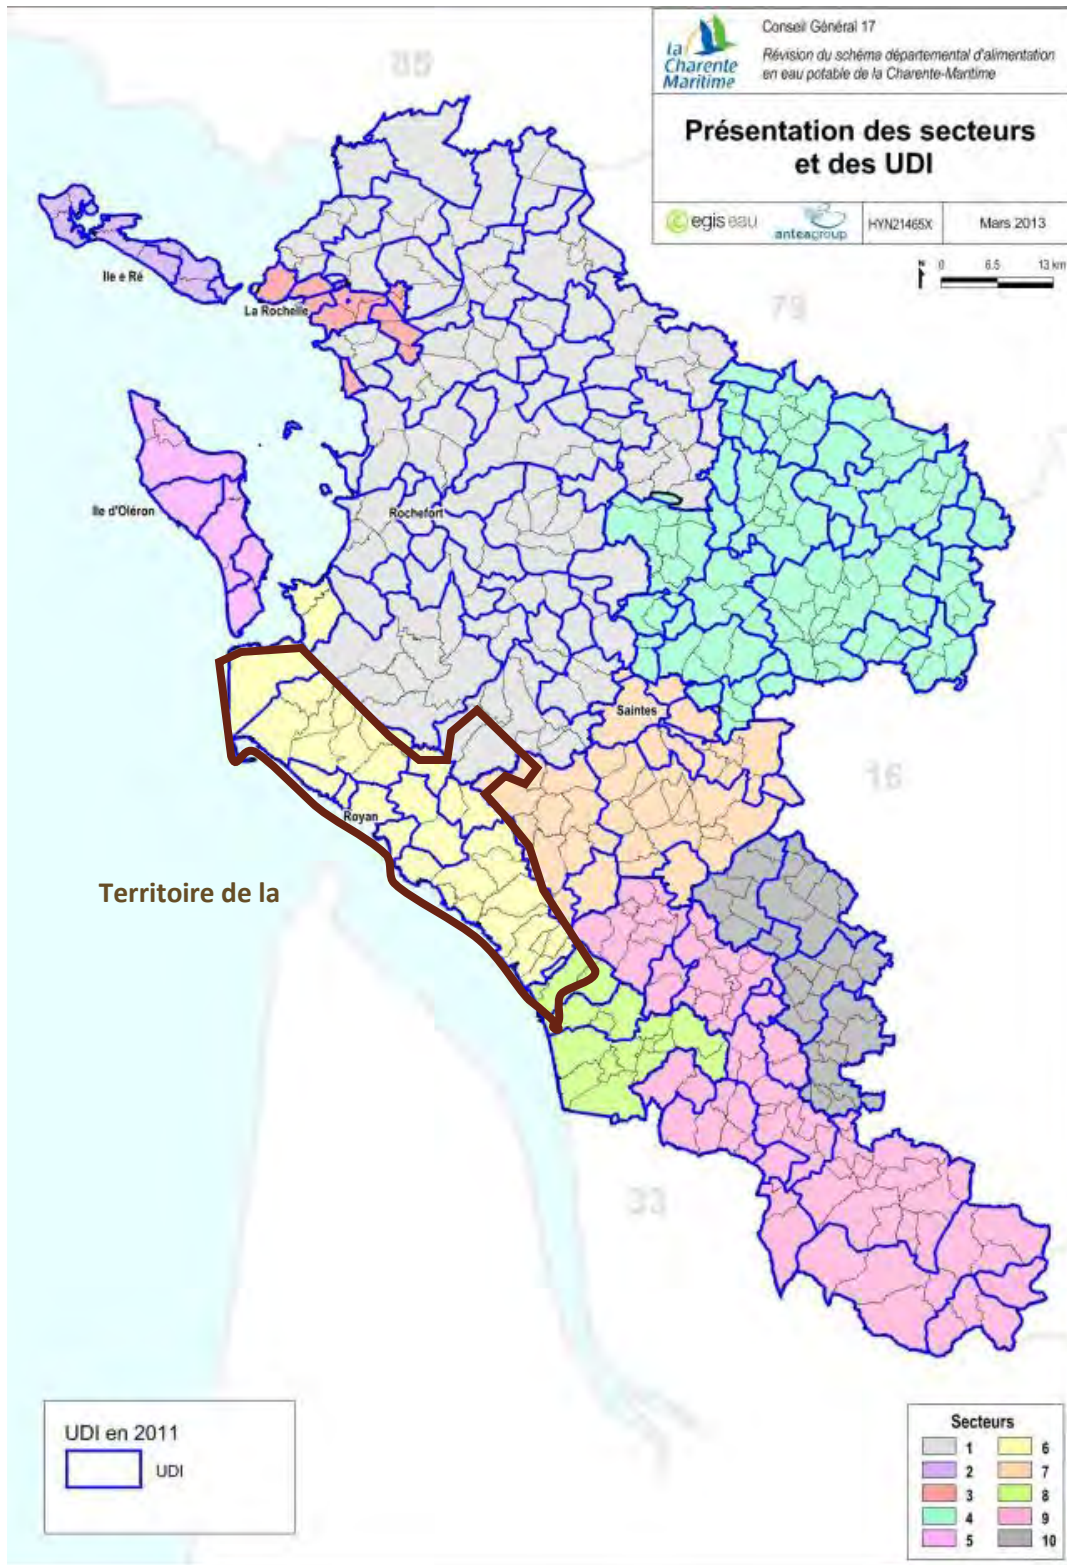 85
La
Charente
Maritime
Conseil Général 17
Révision du schéma départemental d'alimentation
en eau potable de la Charente-Maritime
Présentation des secteurs
et des UDI
egis eau
anteagroup
HYN21465X
Mars 2013
N
0 6.5 13 km
79
Ile e Ré
La Rochelle
Ile d'Oléron
Rochefort
Saintes
16
Royan
Territoire de la
33
UDI en 2011
UDI
Secteurs
1 6
2 7
3 8
4 9
5 10